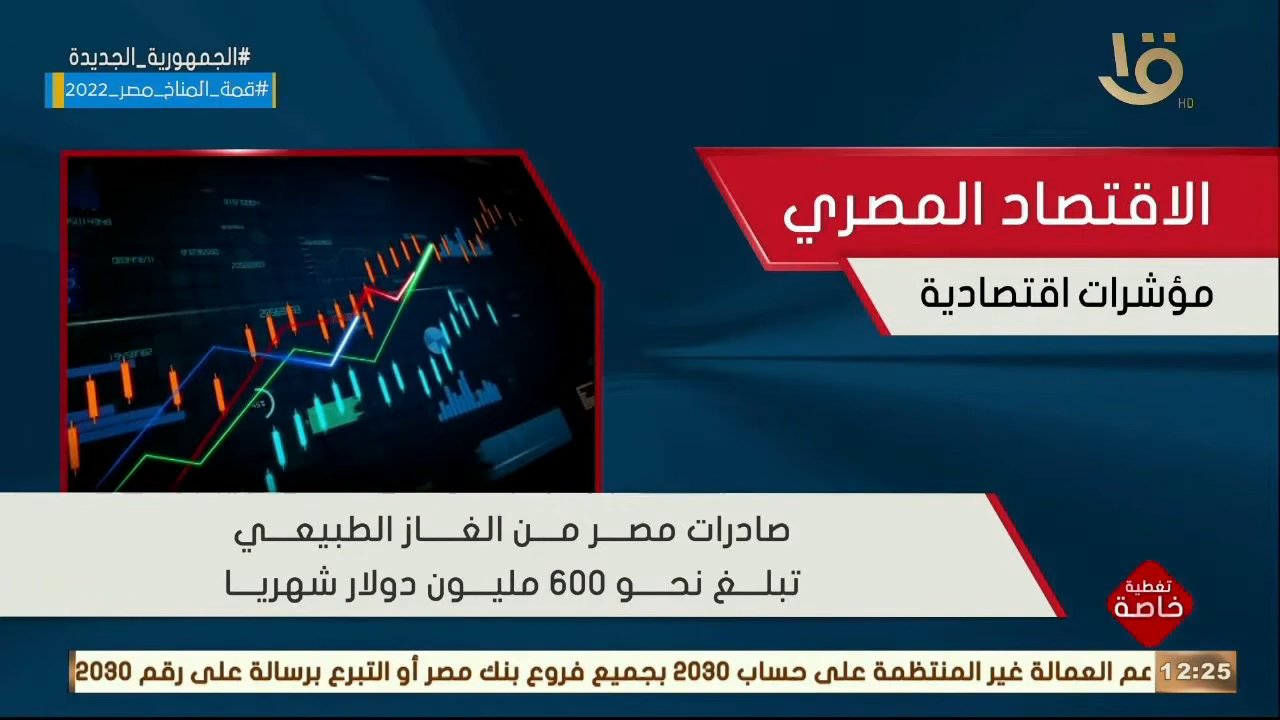 #الجمهورية_الجديدة
#قمة_المناخ_مصر_2022
HD
الاقتصاد المصري
مؤشرات اقتصادية
صادرات مصر من الغاز الطبيعي
تبلغ نحو 600 مليون دولار شهريا
تغطية
خاصة
12:25
عم العمالة غير المنتظمة على حساب 2030 بجميع فروع بنك مصر أو التبرع برسالة على رقم 2030